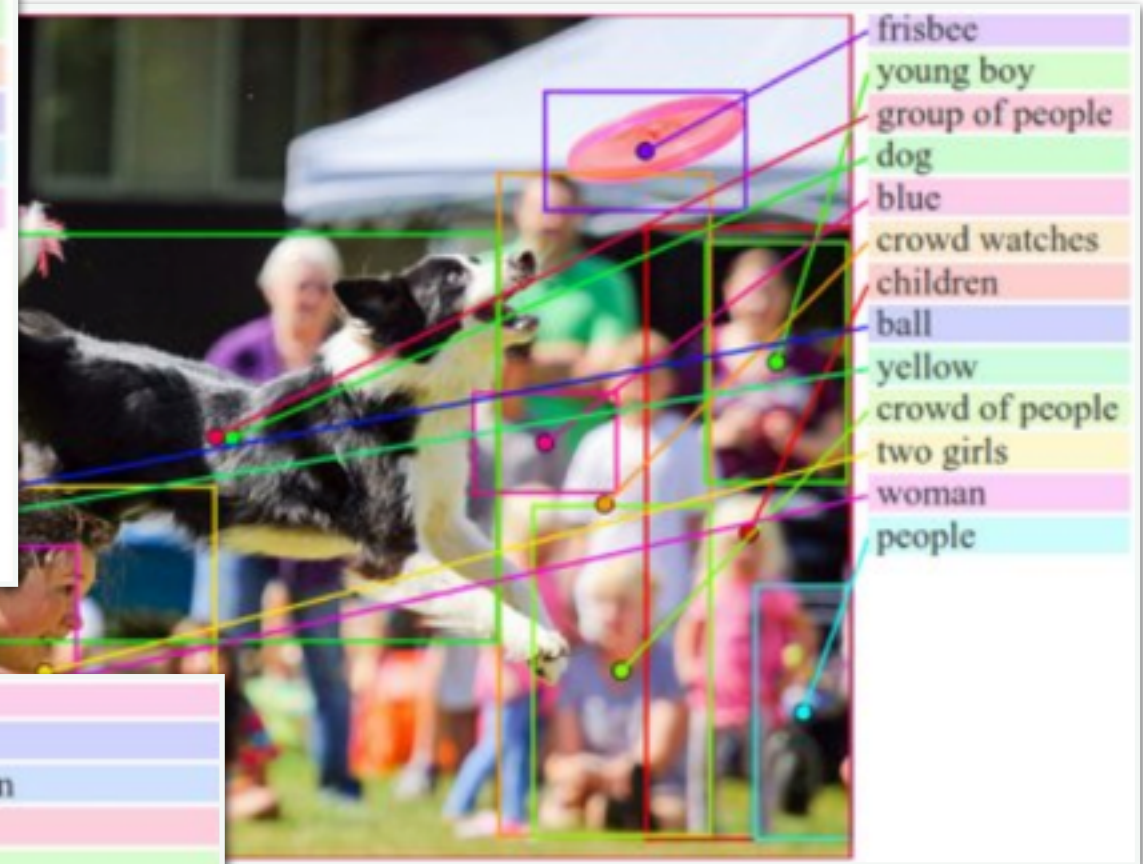 frisbee
young boy
group of people
dog
blue
crowd watches
children
ball
yellow
crowd of people
two girls
woman
people
n